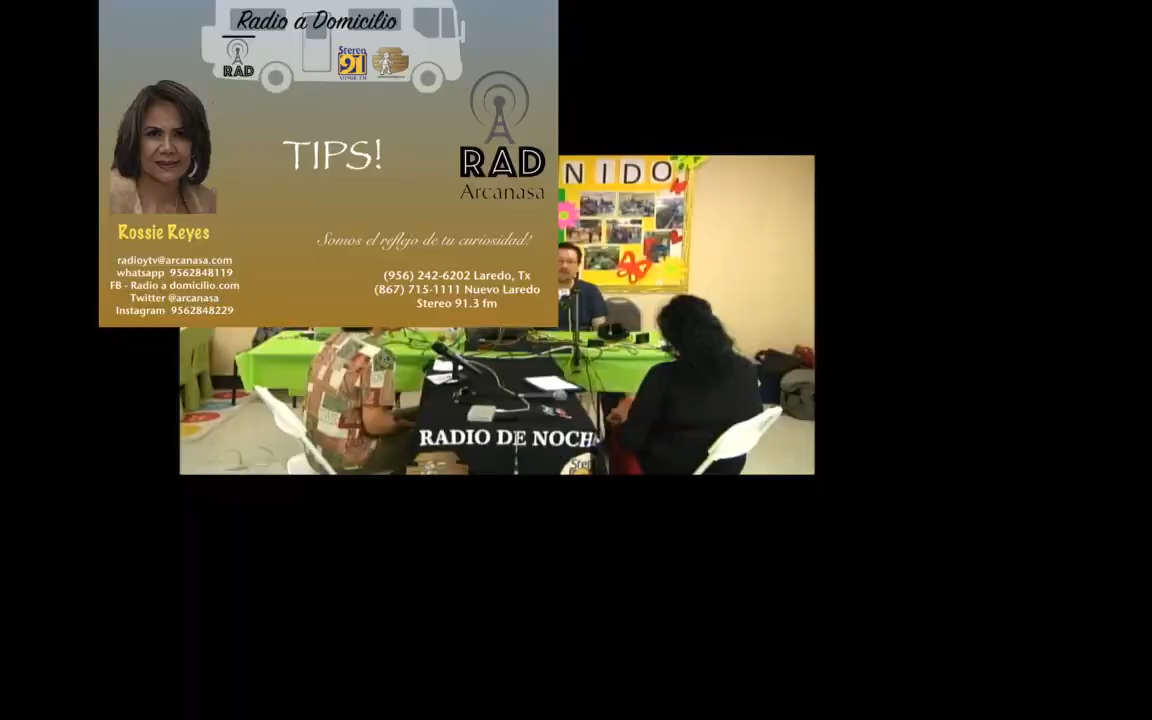 Radio a Domicilio
RAD
Stereo
91
RAD
Arcanasa
TIPS!
Rossie Reyes
Somos el reflejo de tu curiosidad!
radioytv@arcanasa.com
whatsapp 9562848119
FB - Radio a domicilio.com
Twitter @arcanasa
Instagram 9562848229
(956) 242-6202 Laredo, Tx
(867) 715-1111 Nuevo Laredo
Stereo 91.3 fm
NIDO
RADIO DE NOCH